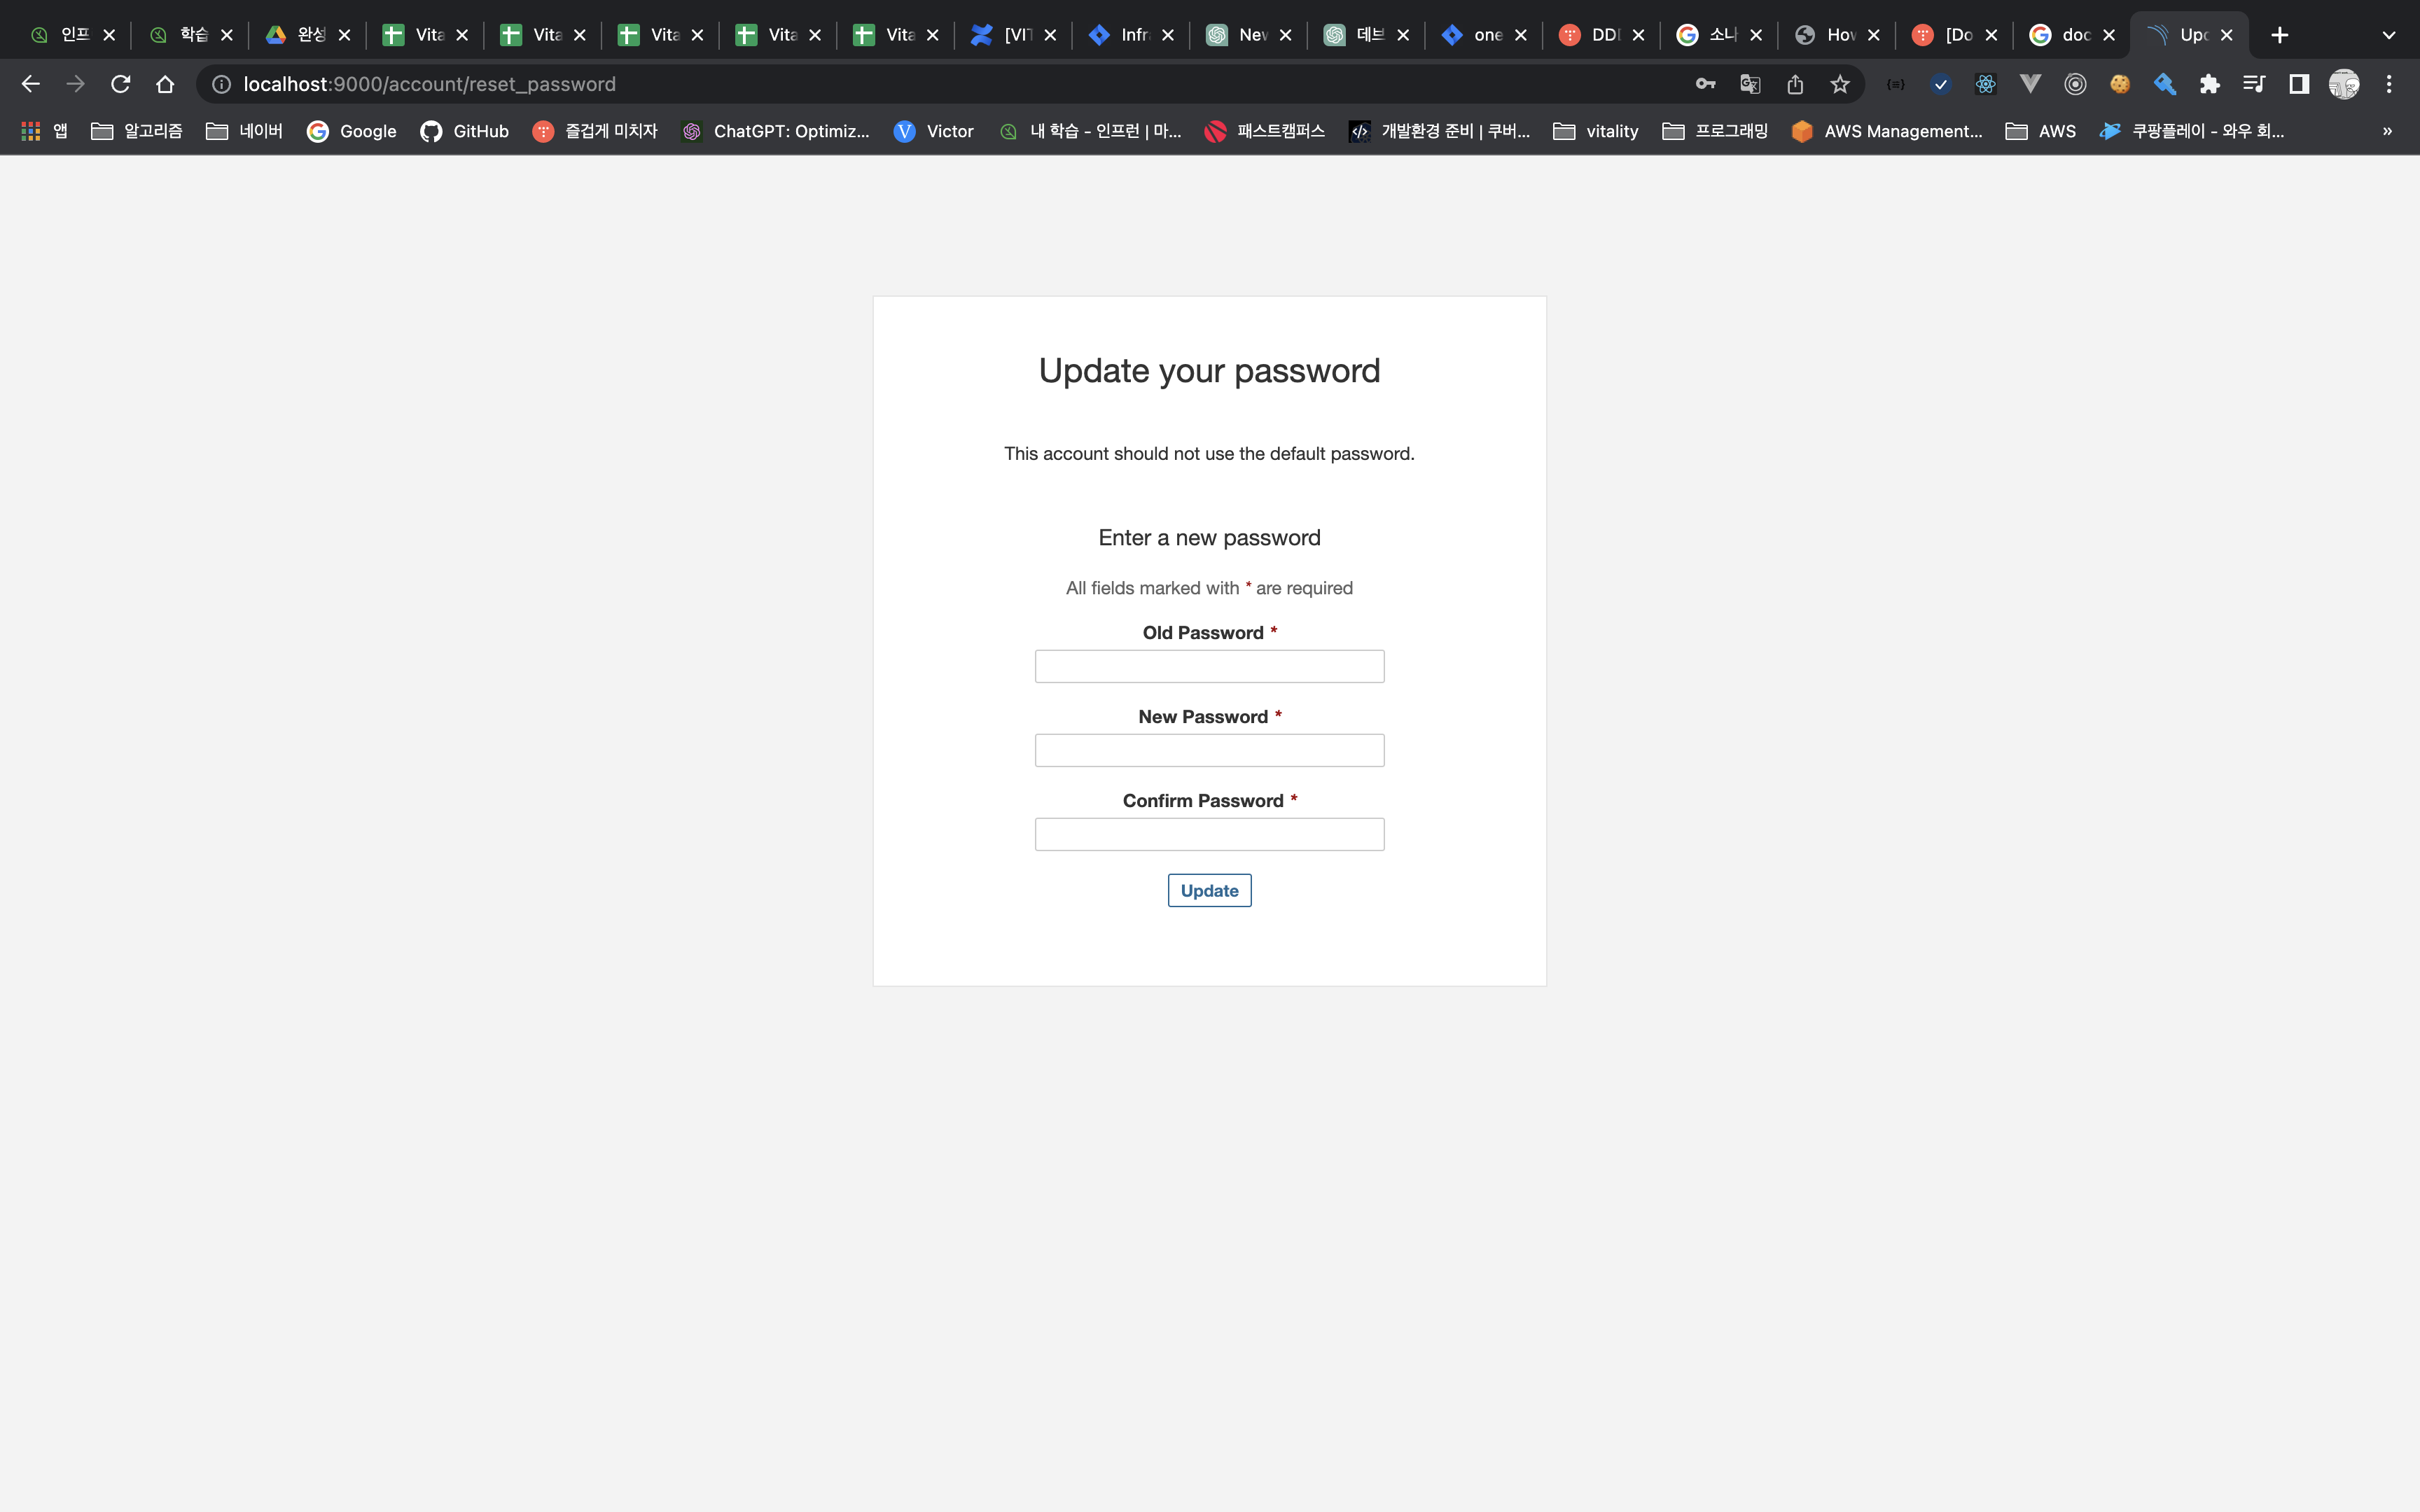 인프 학습 완성 Vita Vita Vita Vita Vita [VIT Infr New 데브 one DDD 소나 How [Do doc Upd
localhost:9000/account/reset_password
앱 알고리즘 네이버 Google GitHub 즐겁게 미치자 ChatGPT: Optimiz... V Victor 내 학습 - 인프런 | 마... 패스트캠퍼스 개발환경 준비 | 쿠버... vitality 프로그래밍 AWS Management... AWS 쿠팡플레이 - 와우 회... »
Update your password
This account should not use the default password.
Enter a new password
All fields marked with * are required
Old Password *
New Password *
Confirm Password *
Update